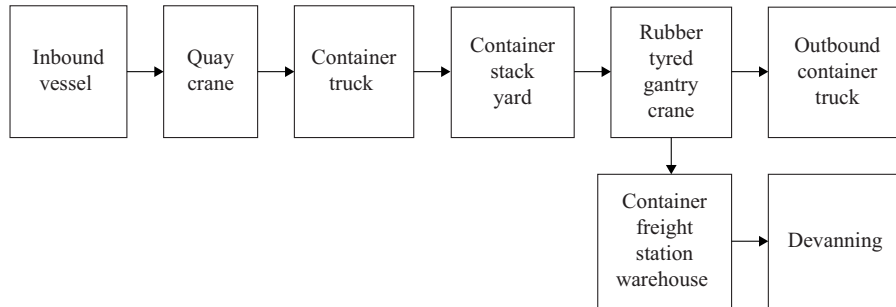 Inbound
vessel
Quay
crane
Container
truck
Container
stack
yard
Rubber
tyred
gantry
crane
Outbound
container
truck
Container
freight
station
warehouse
Devanning